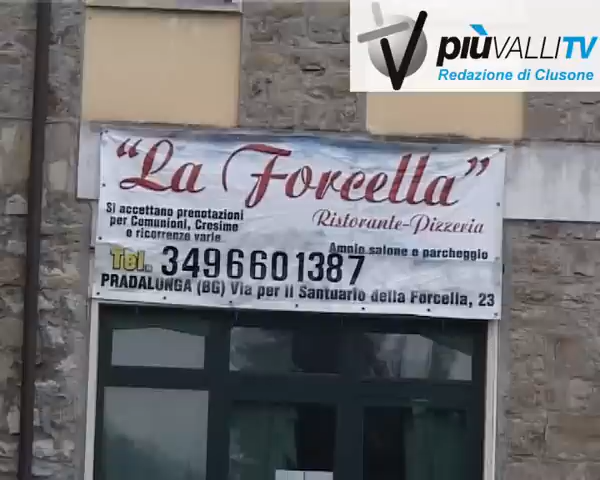 piùVALLITV
Redazione di Clusone
"La Forcella"
Si accettano prenotazioni
per Comunioni, Cresime
e ricorrenze varie
Ristorante-Pizzeria
Ampio salone e parcheggio
Tel. 3496601387
PRADALUNGA (BG) Via per il Santuario della Forcella, 23